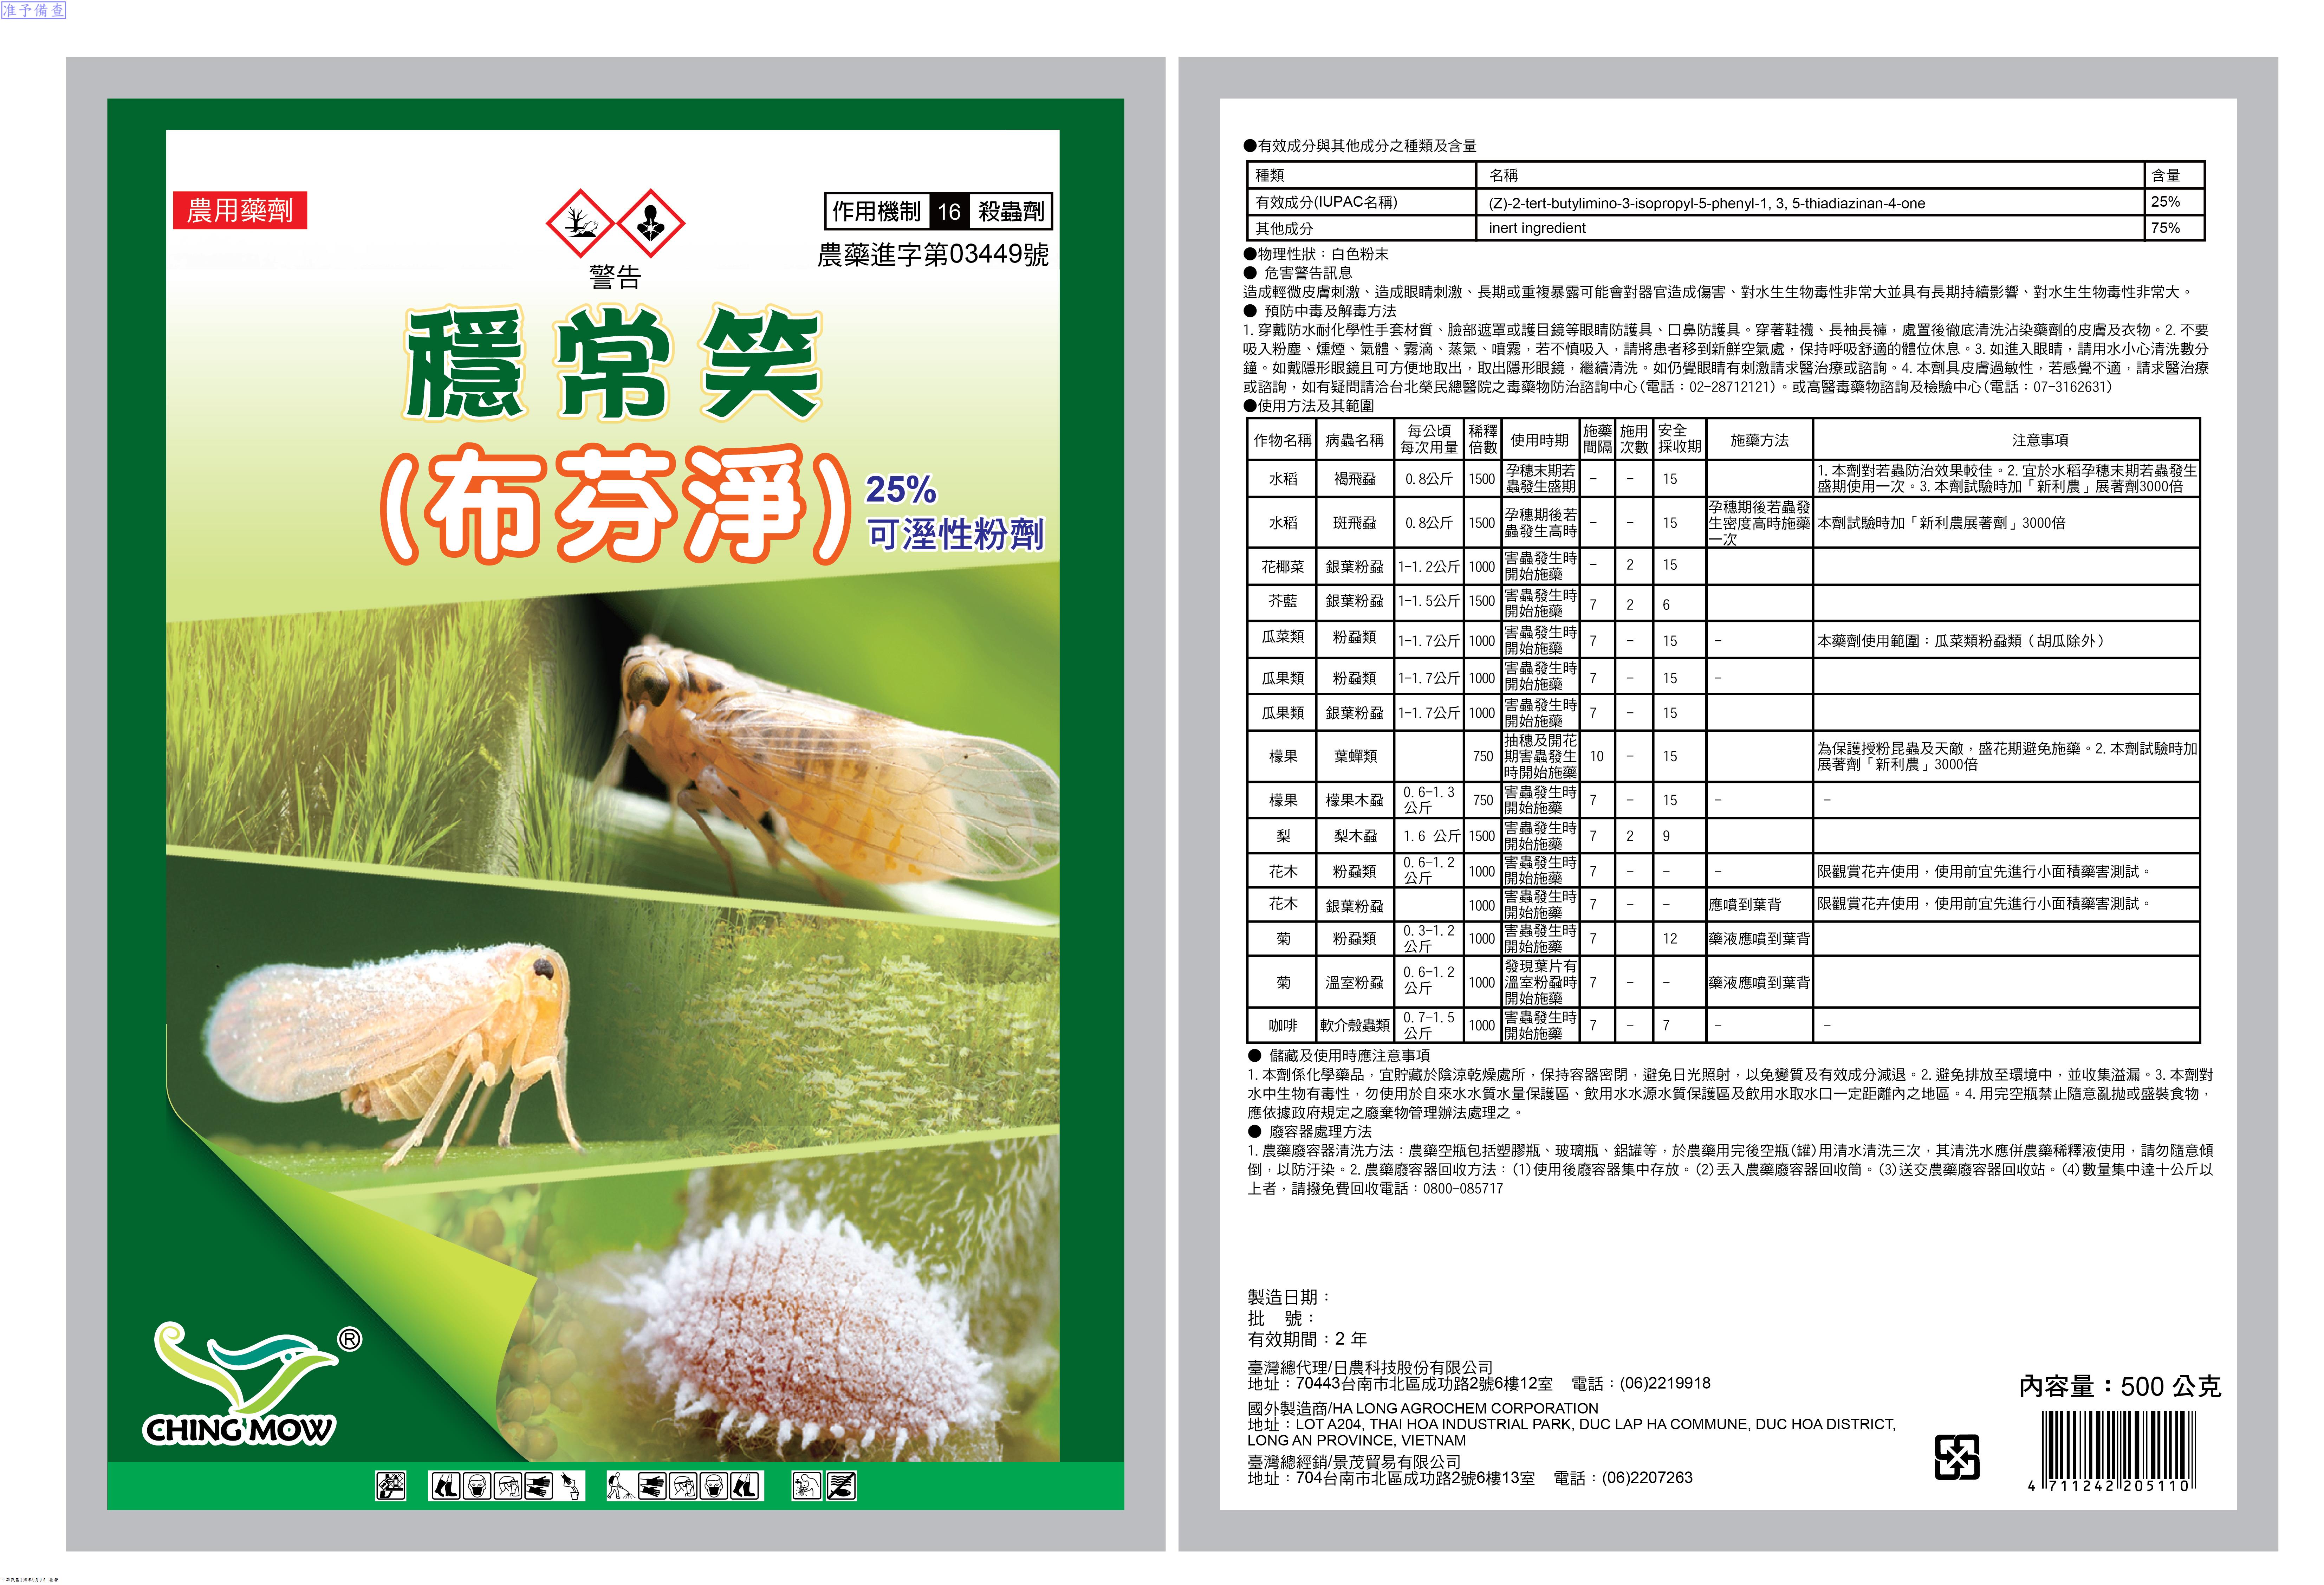 准予備查
農用藥劑
作用機制 16 殺蟲劑
農藥進字第03449號
警告
穩常笑
(布芬淨)
25%
可溼性粉劑
CHING MOW ®
●有效成分與其他成分之種類及含量
種類 名稱 含量
有效成分(IUPAC名稱) (Z)-2-tert-butylimino-3-isopropyl-5-phenyl-1, 3, 5-thiadiazinan-4-one 25%
其他成分 inert ingredient 75%
●物理性狀：白色粉末
● 危害警告訊息
造成輕微皮膚刺激、造成眼睛刺激、長期或重複暴露可能會對器官造成傷害、對水生生物毒性非常大並具有長期持續影響、對水生生物毒性非常大。
● 預防中毒及解毒方法
1. 穿戴防水耐化學性手套材質、臉部遮罩或護目鏡等眼睛防護具、口鼻防護具。穿著鞋襪、長袖長褲，處置後徹底清洗沾染藥劑的皮膚及衣物。2. 不要
吸入粉塵、燻煙、氣體、霧滴、蒸氣、噴霧，若不慎吸入，請將患者移到新鮮空氣處，保持呼吸舒適的體位休息。3. 如進入眼睛，請用水小心清洗數分
鐘。如戴隱形眼鏡且可方便地取出，取出隱形眼鏡，繼續清洗。如仍覺眼睛有刺激請求醫治療或諮詢。4. 本劑具皮膚過敏性，若感覺不適，請求醫治療
或諮詢，如有疑問請洽台北榮民總醫院之毒藥物防治諮詢中心(電話：02-28712121)。或高醫毒藥物諮詢及檢驗中心(電話：07-3162631)
●使用方法及其範圍
作物名稱 病蟲名稱 每公頃每次用量 稀釋倍數 使用時期 施藥間隔 施用次數 安全採收期 施藥方法 注意事項
水稻 褐飛蝨 0.8公斤 1500 孕穗末期若蟲發生盛期 - - 15 1. 本劑對若蟲防治效果較佳。2. 宜於水稻孕穗末期若蟲發生盛期使用一次。3. 本劑試驗時加「新利農」展著劑3000倍
水稻 斑飛蝨 0.8公斤 1500 孕穗期後若蟲發生高時 - - 15 孕穗期後若蟲發生密度高時施藥一次 本劑試驗時加「新利農展著劑」3000倍
花椰菜 銀葉粉蝨 1-1.2公斤 1000 害蟲發生時開始施藥 - 2 15
芥藍 銀葉粉蝨 1-1.5公斤 1500 害蟲發生時開始施藥 7 2 6
瓜菜類 粉蝨類 1-1.7公斤 1000 害蟲發生時開始施藥 7 - 15 - 本藥劑使用範圍：瓜菜類粉蝨類（胡瓜除外）
瓜果類 粉蝨類 1-1.7公斤 1000 害蟲發生時開始施藥 7 - 15 -
瓜果類 銀葉粉蝨 1-1.7公斤 1000 害蟲發生時開始施藥 7 - 15
檬果 葉蟬類 750 抽穗及開花期害蟲發生時開始施藥 10 - 15 為保護授粉昆蟲及天敵，盛花期避免施藥。2. 本劑試驗時加展著劑「新利農」3000倍
檬果 檬果木蝨 0.6-1.3公斤 750 害蟲發生時開始施藥 7 - 15 - -
梨 梨木蝨 1.6 公斤 1500 害蟲發生時開始施藥 7 2 9
花木 粉蝨類 0.6-1.2公斤 1000 害蟲發生時開始施藥 7 - - - 限觀賞花卉使用，使用前宜先進行小面積藥害測試。
花木 銀葉粉蝨 1000 害蟲發生時開始施藥 7 - - 應噴到葉背 限觀賞花卉使用，使用前宜先進行小面積藥害測試。
菊 粉蝨類 0.3-1.2公斤 1000 害蟲發生時開始施藥 7 12 藥液應噴到葉背
菊 溫室粉蝨 0.6-1.2公斤 1000 發現葉片有溫室粉蝨時開始施藥 7 - - 藥液應噴到葉背
咖啡 軟介殼蟲類 0.7-1.5公斤 1000 害蟲發生時開始施藥 7 - 7 - -
● 儲藏及使用時應注意事項
1. 本劑係化學藥品，宜貯藏於陰涼乾燥處所，保持容器密閉，避免日光照射，以免變質及有效成分減退。2. 避免排放至環境中，並收集溢漏。3. 本劑對
水中生物有毒性，勿使用於自來水水質水量保護區、飲用水水源水質保護區及飲用水取水口一定距離內之地區。4. 用完空瓶禁止隨意亂拋或盛裝食物，
應依據政府規定之廢棄物管理辦法處理之。
● 廢容器處理方法
1. 農藥廢容器清洗方法：農藥空瓶包括塑膠瓶、玻璃瓶、鋁罐等，於農藥用完後空瓶(罐)用清水清洗三次，其清洗水應併農藥稀釋液使用，請勿隨意傾
倒，以防汙染。2. 農藥廢容器回收方法：(1)使用後廢容器集中存放。(2)丟入農藥廢容器回收筒。(3)送交農藥廢容器回收站。(4)數量集中達十公斤以
上者，請撥免費回收電話：0800-085717
製造日期：
批 號：
有效期間：2 年
臺灣總代理/日農科技股份有限公司
地址：70443台南市北區成功路2號6樓12室 電話：(06)2219918
國外製造商/HA LONG AGROCHEM CORPORATION
地址：LOT A204, THAI HOA INDUSTRIAL PARK, DUC LAP HA COMMUNE, DUC HOA DISTRICT,
LONG AN PROVINCE, VIETNAM
臺灣總經銷/景茂貿易有限公司
地址：704台南市北區成功路2號6樓13室 電話：(06)2207263
內容量：500 公克
4 711242 205110